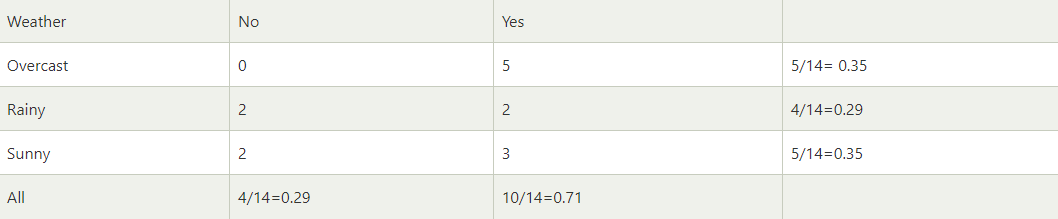 Weather No Yes
Overcast 0 5 5/14= 0.35
Rainy 2 2 4/14=0.29
Sunny 2 3 5/14=0.35
All 4/14=0.29 10/14=0.71